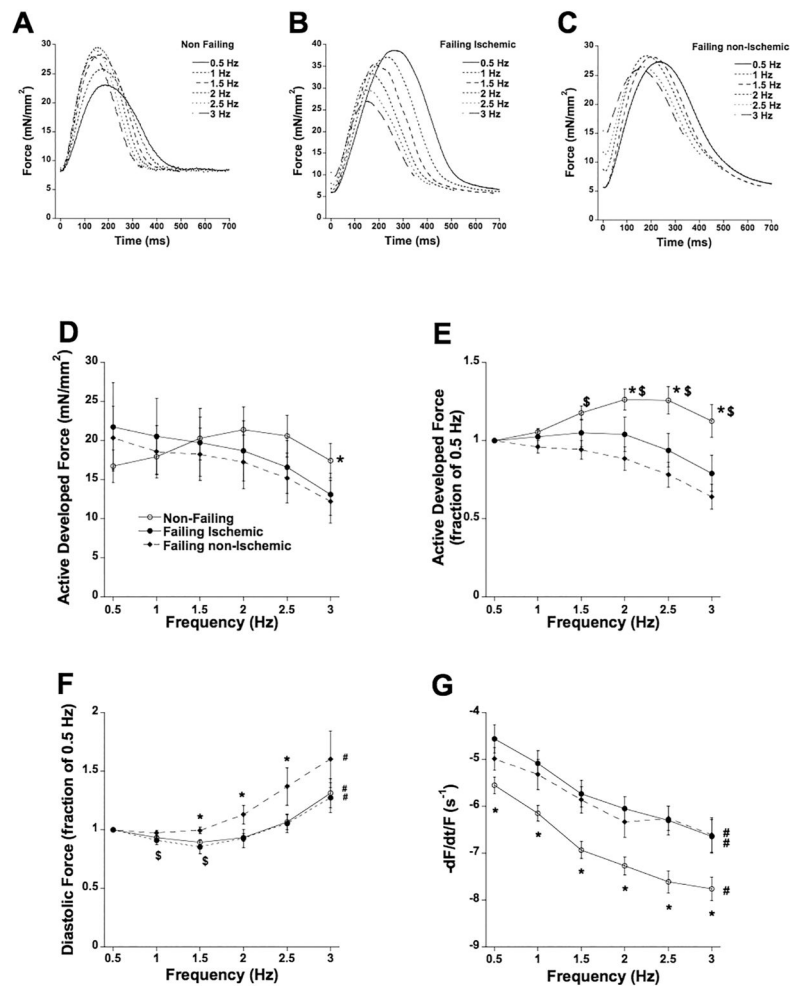 A
Non Failing
0.5 Hz
1 Hz
1.5 Hz
2 Hz
2.5 Hz
3 Hz
Force (mN/mm²)
30
25
20
15
10
5
0
0 100 200 300 400 500 600 700
Time (ms)
B
Failing Ischemic
0.5 Hz
1 Hz
1.5 Hz
2 Hz
2.5 Hz
3 Hz
Force (mN/mm²)
40
35
30
25
20
15
10
5
0
0 100 200 300 400 500 600 700
Time (ms)
C
Failing non-Ischemic
0.5 Hz
1 Hz
1.5 Hz
2 Hz
2.5 Hz
3 Hz
Force (mN/mm²)
30
25
20
15
10
5
0
0 100 200 300 400 500 600 700
Time (ms)
D
Active Developed Force (mN/mm²)
30
25
20
15
10
5
0
*
Non-Failing
Failing Ischemic
Failing non-Ischemic
0.5 1 1.5 2 2.5 3
Frequency (Hz)
E
Active Developed Force
(fraction of 0.5 Hz)
1.5
1
0.5
0
$ * $ * $ * $
0.5 1 1.5 2 2.5 3
Frequency (Hz)
F
Diastolic Force (fraction of 0.5 Hz)
2
1.5
1
0.5
0
* * * #
#
#
$ $
0.5 1 1.5 2 2.5 3
Frequency (Hz)
G
-dF/dt/F (s⁻¹)
-4
-5
-6
-7
-8
-9
#
#
#
* * * * * *
0.5 1 1.5 2 2.5 3
Frequency (Hz)